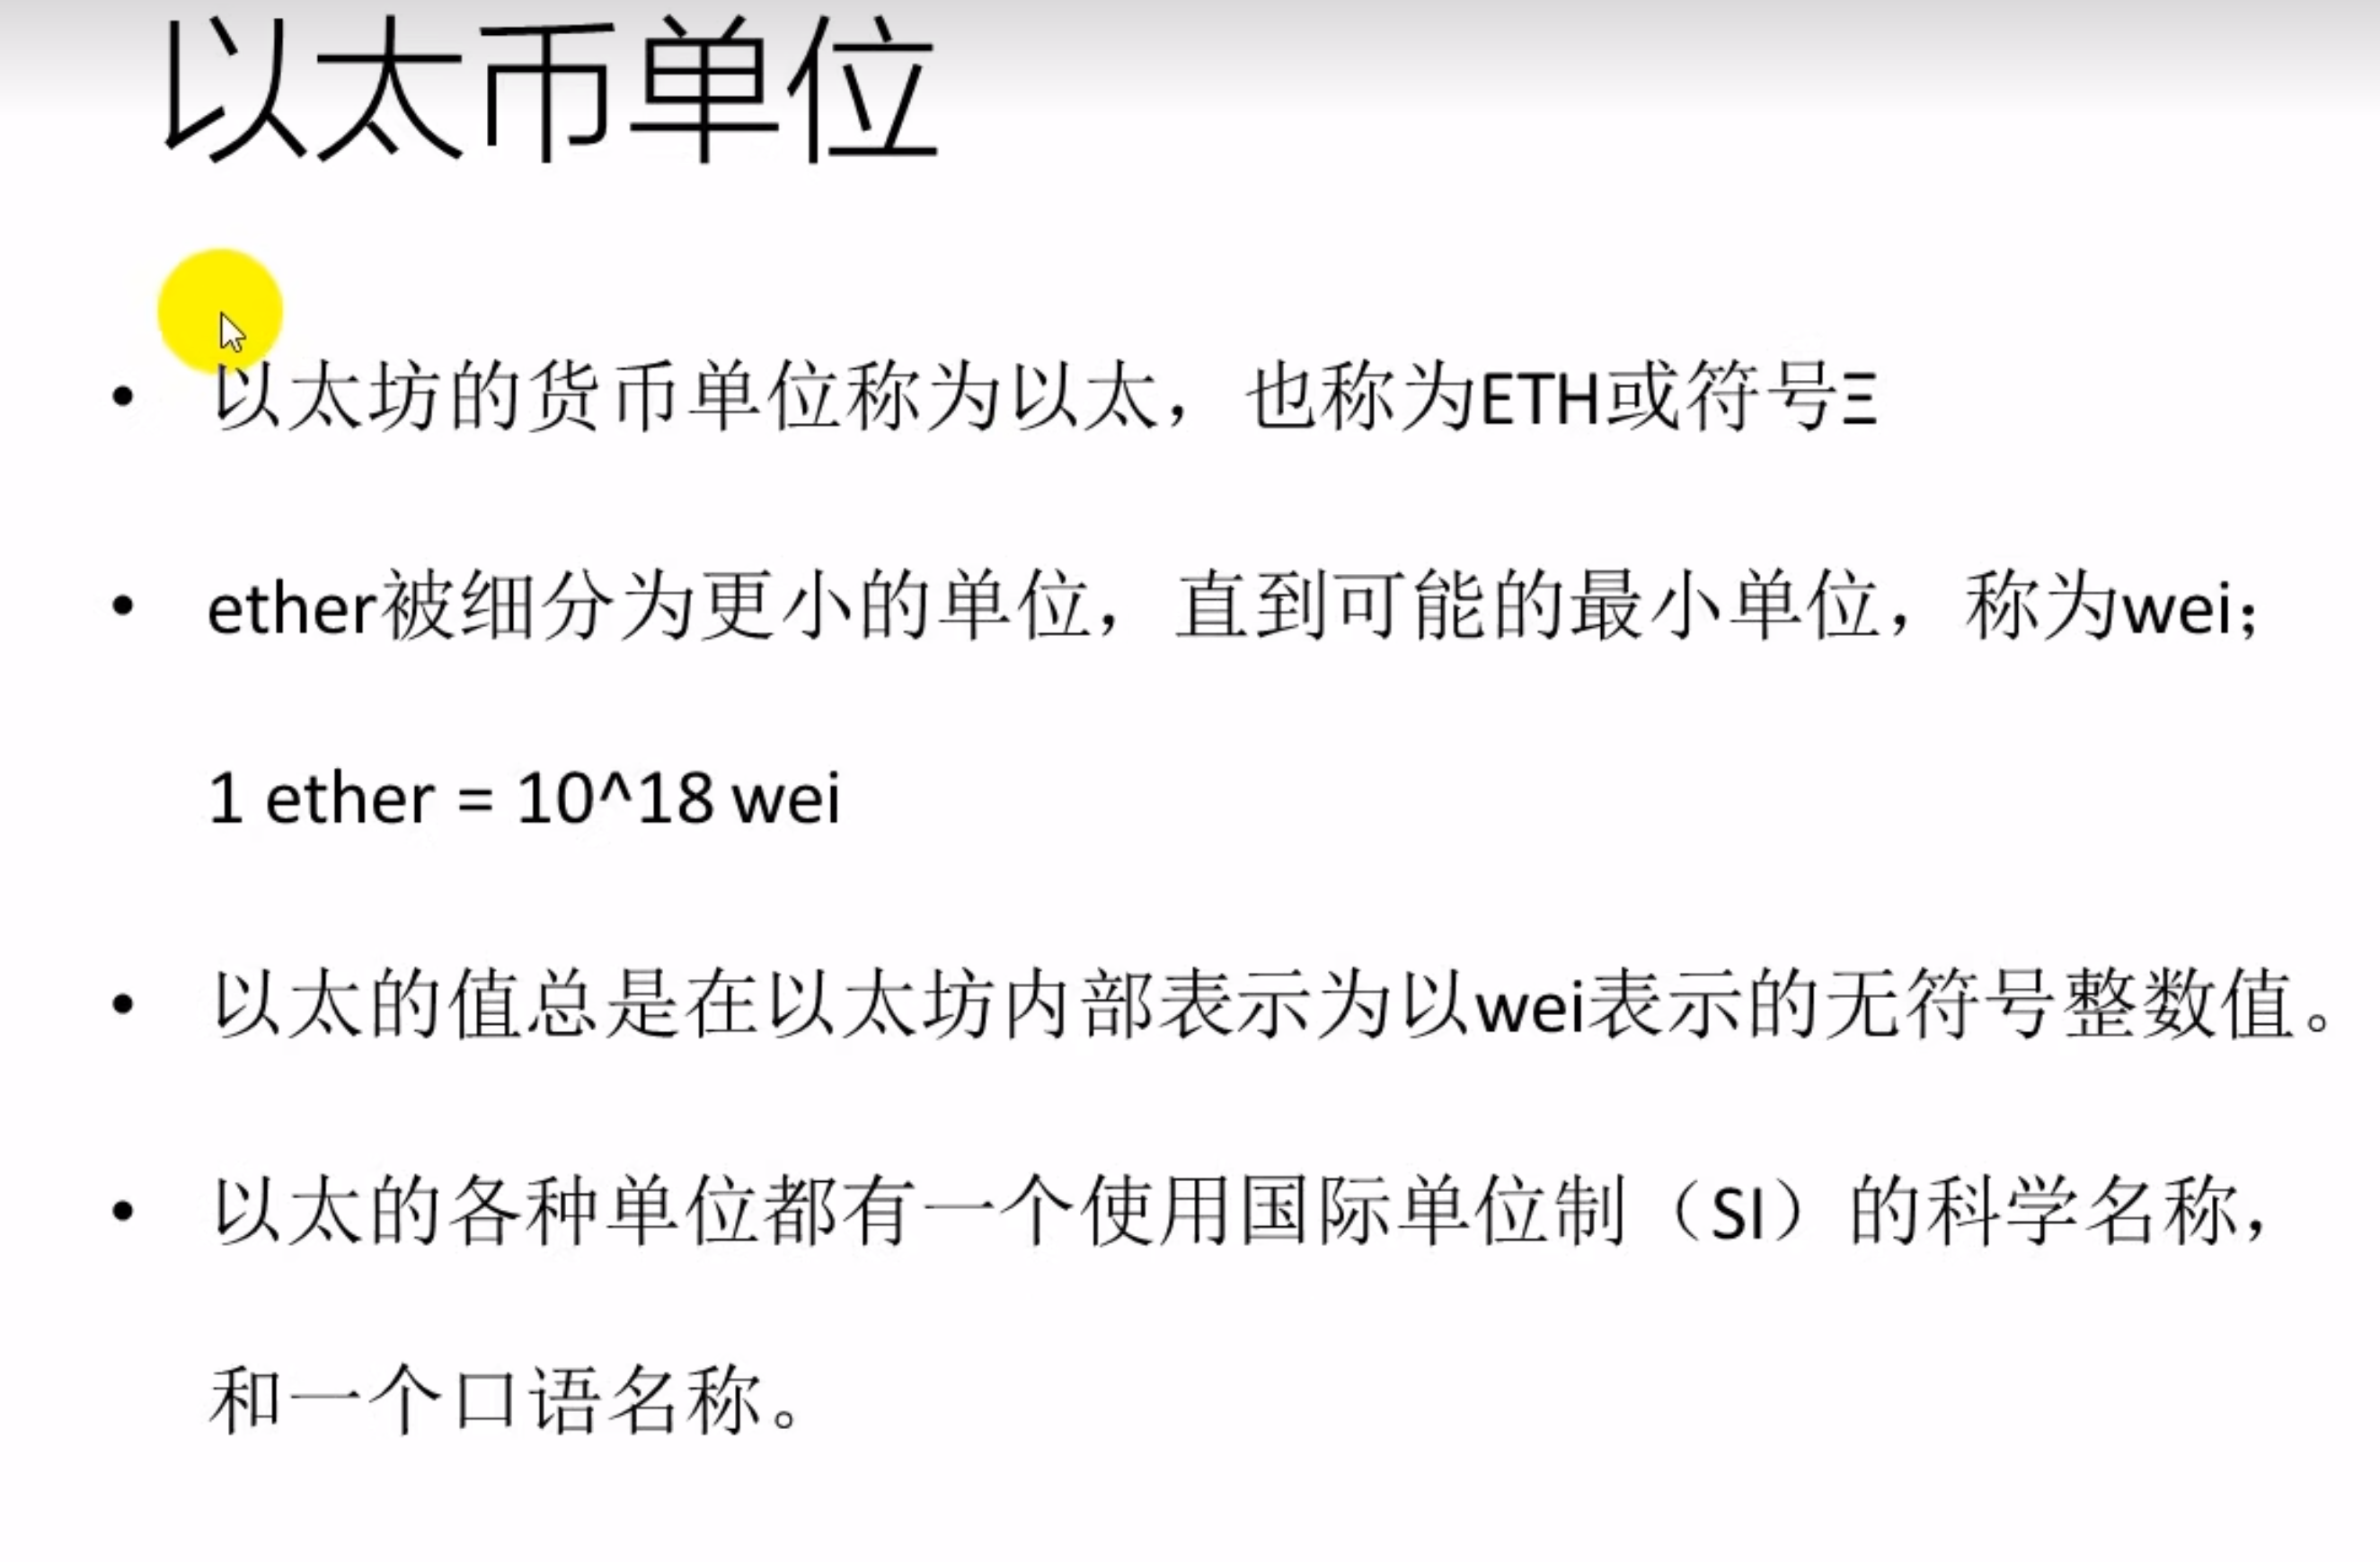 以太币单位
• 以太坊的货币单位称为以太，也称为ETH或符号Ξ
• ether被细分为更小的单位，直到可能的最小单位，称为wei；
1 ether = 10^18 wei
• 以太的值总是在以太坊内部表示为以wei表示的无符号整数值。
• 以太的各种单位都有一个使用国际单位制（SI）的科学名称，
和一个口语名称。